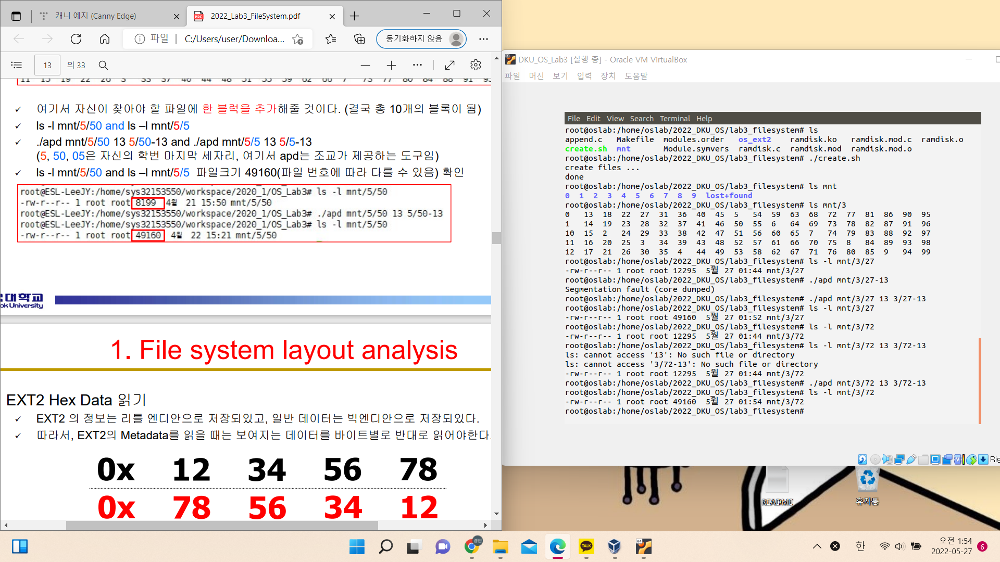 캐니 에지 (Canny Edge)
2022_Lab3_FileSystem.pdf
파일
C:/Users/user/Downloa...
동기화하지 않음
13
의 33
✓ 여기서 자신이 찾아야 할 파일에 한 블럭을 추가해줄 것이다. (결국 총 10개의 블록이 됨)
✓ ls -l mnt/5/50 and ls –l mnt/5/5
✓ ./apd mnt/5/50 13 5/50-13 and ./apd mnt/5/5 13 5/5-13
(5, 50, 05은 자신의 학번 마지막 세자리, 여기서 apd는 조교가 제공하는 도구임)
✓ ls -l mnt/5/50 and ls –l mnt/5/5 파일크기 49160(파일 번호에 따라 다를 수 있음) 확인
root@ESL-LeeJY:/home/sys32153550/workspace/2020_1/OS_Lab3# ls -l mnt/5/50
-rw-r--r-- 1 root root 8199 4월 21 15:50 mnt/5/50
root@ESL-LeeJY:/home/sys32153550/workspace/2020_1/OS_Lab3# ./apd mnt/5/50 13 5/50-13
root@ESL-LeeJY:/home/sys32153550/workspace/2020_1/OS_Lab3# ls -l mnt/5/50
-rw-r--r-- 1 root root 49160 4월 22 15:21 mnt/5/50
대학교
ok University
1. File system layout analysis
EXT2 Hex Data 읽기
✓ EXT2 의 정보는 리틀 엔디안으로 저장되있고, 일반 데이터는 빅엔디안으로 저장되있다.
✓ 따라서, EXT2의 Metadata를 읽을 때는 보여지는 데이터를 바이트별로 반대로 읽어야한다.
0x 12 34 56 78
0x 78 56 34 12
DKU_OS_Lab3 [실행 중] - Oracle VM VirtualBox
파일 머신 보기 입력 장치 도움말
File Edit View Search Terminal Help
root@oslab:/home/oslab/2022_DKU_OS/lab3_filesystem# ls
append.c Makefile modules.order os_ext2 ramdisk.ko ramdisk.mod.c ramdisk.o
create.sh mnt Module.symvers ramdisk.c ramdisk.mod ramdisk.mod.o
root@oslab:/home/oslab/2022_DKU_OS/lab3_filesystem# ./create.sh
create files ...
done
root@oslab:/home/oslab/2022_DKU_OS/lab3_filesystem# ls mnt
0 1 2 3 4 5 6 7 8 9 lost+found
root@oslab:/home/oslab/2022_DKU_OS/lab3_filesystem# ls mnt/3
0 13 18 22 27 31 36 40 45 5 54 59 63 68 72 77 81 86 90 95
1 14 19 23 28 32 37 41 46 50 55 6 64 69 73 78 82 87 91 96
10 15 2 24 29 33 38 42 47 51 56 60 65 7 74 79 83 88 92 97
11 16 20 25 3 34 39 43 48 52 57 61 66 70 75 8 84 89 93 98
12 17 21 26 30 35 4 44 49 53 58 62 67 71 76 80 85 9 94 99
root@oslab:/home/oslab/2022_DKU_OS/lab3_filesystem# ls -l mnt/3/27
-rw-r--r-- 1 root root 12295 5월 27 01:44 mnt/3/27
root@oslab:/home/oslab/2022_DKU_OS/lab3_filesystem# ./apd mnt/3/27-13
Segmentation fault (core dumped)
root@oslab:/home/oslab/2022_DKU_OS/lab3_filesystem# ./apd mnt/3/27 13 3/27-13
root@oslab:/home/oslab/2022_DKU_OS/lab3_filesystem# ls -l mnt/3/27
-rw-r--r-- 1 root root 49160 5월 27 01:52 mnt/3/27
root@oslab:/home/oslab/2022_DKU_OS/lab3_filesystem# ls -l mnt/3/72
-rw-r--r-- 1 root root 12295 5월 27 01:44 mnt/3/72
root@oslab:/home/oslab/2022_DKU_OS/lab3_filesystem# ls -l mnt/3/72 13 3/72-13
ls: cannot access '13': No such file or directory
ls: cannot access '3/72-13': No such file or directory
-rw-r--r-- 1 root root 12295 5월 27 01:44 mnt/3/72
root@oslab:/home/oslab/2022_DKU_OS/lab3_filesystem# ./apd mnt/3/72 13 3/72-13
root@oslab:/home/oslab/2022_DKU_OS/lab3_filesystem# ls -l mnt/3/72
-rw-r--r-- 1 root root 49160 5월 27 01:54 mnt/3/72
root@oslab:/home/oslab/2022_DKU_OS/lab3_filesystem#
README
휴지통
경민
TALK
64
한
오전 1:54
2022-05-27
6